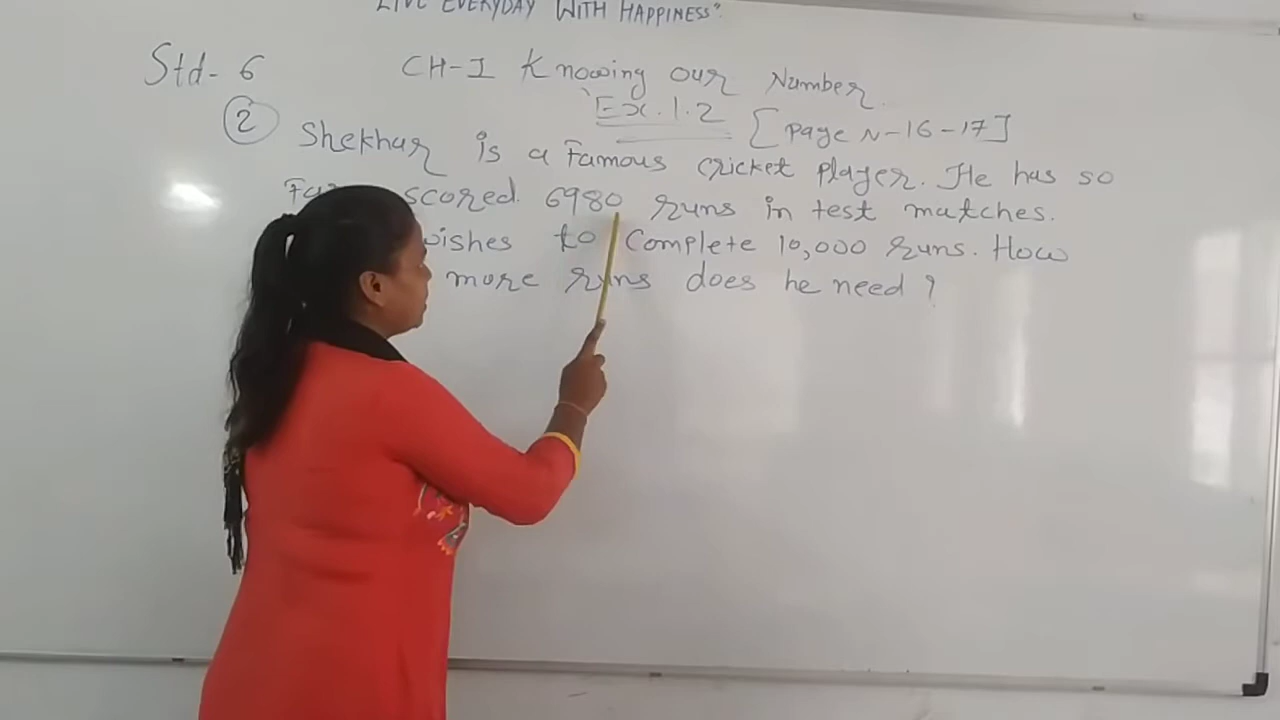 LIVE EVERYDAY WITH HAPPINESS".
Std- 6 CH-I Knowing our Number.
Ex. 1.2 [page N-16-17]
② Shekhar is a Famous cricket player. He has so
Far scored 6980 runs in test matches.
wishes to Complete 10,000 runs. How
more runs does he need?